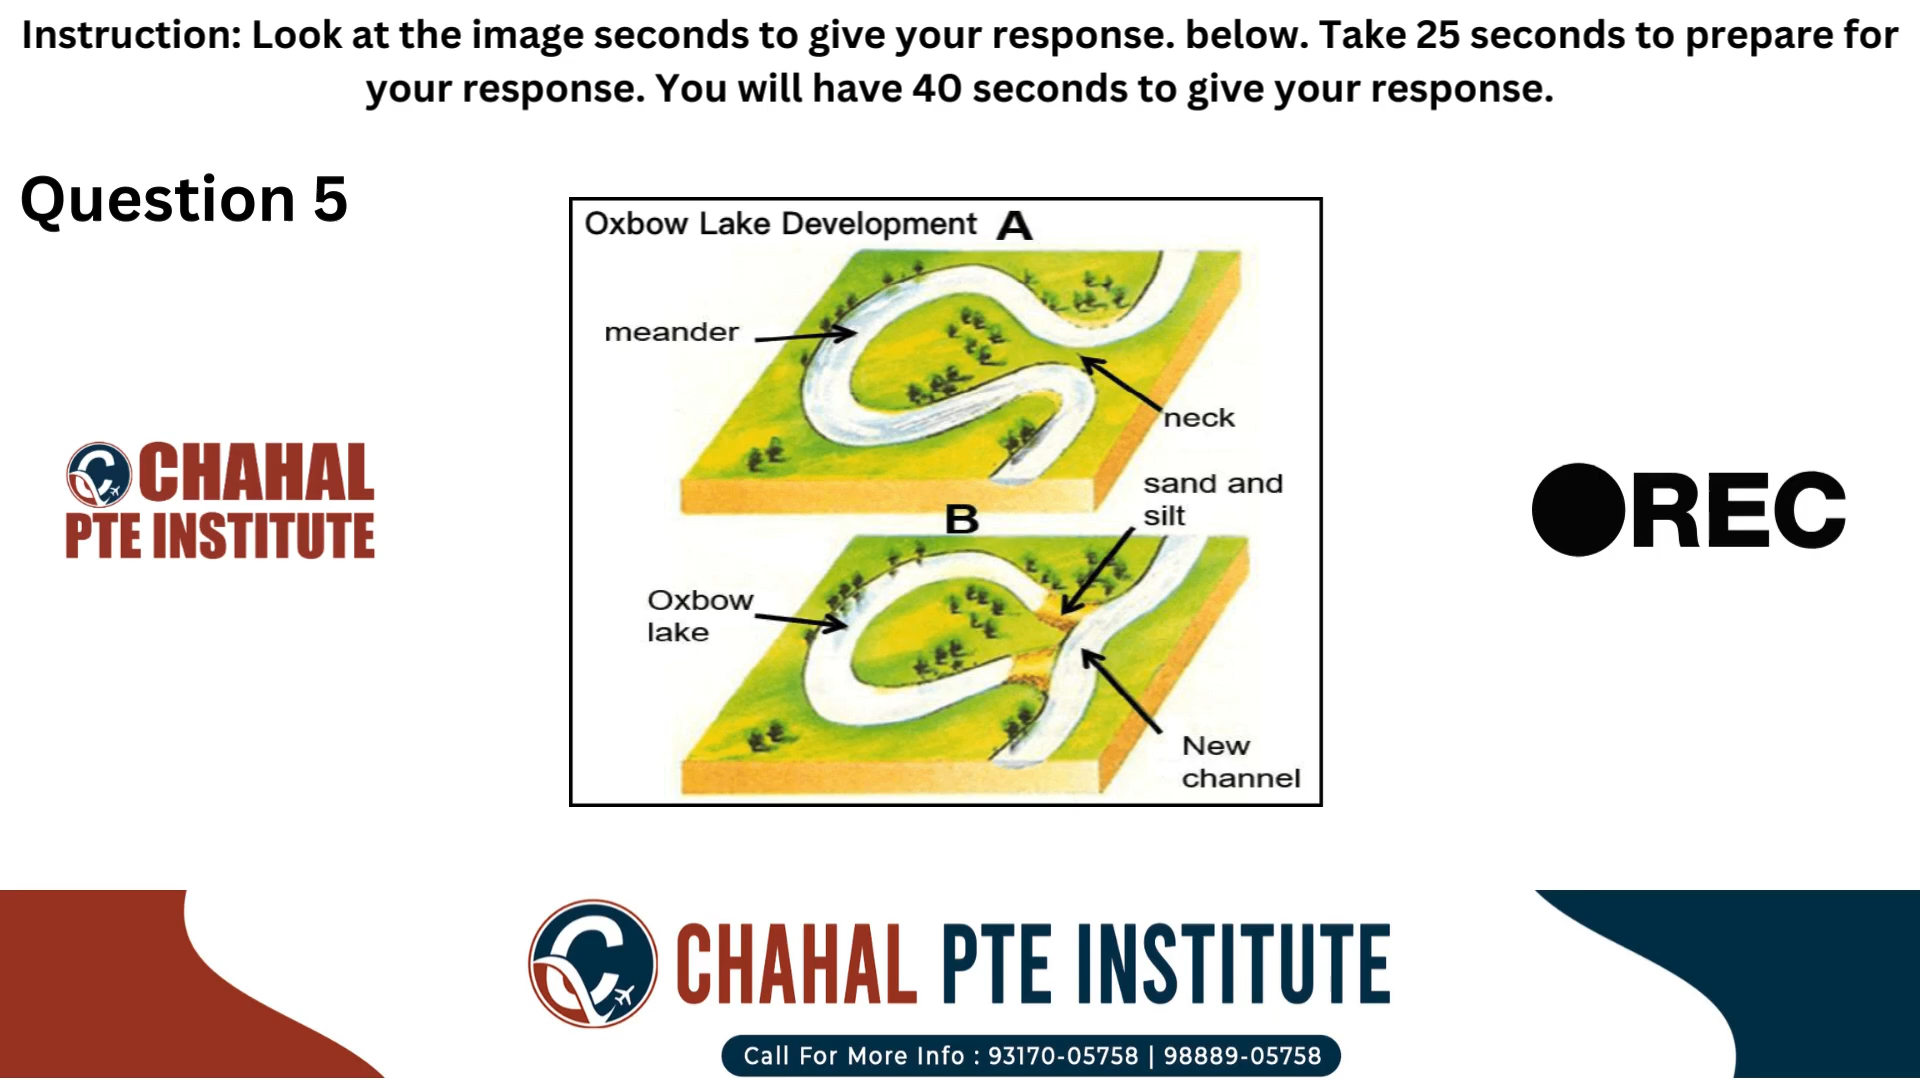 Instruction: Look at the image seconds to give your response. below. Take 25 seconds to prepare for
your response. You will have 40 seconds to give your response.
Question 5
Oxbow Lake Development A
meander
neck
sand and
silt
B
Oxbow
lake
New
channel
CHAHAL
PTE INSTITUTE
REC
CHAHAL PTE INSTITUTE
Call For More Info : 93170-05758 | 98889-05758